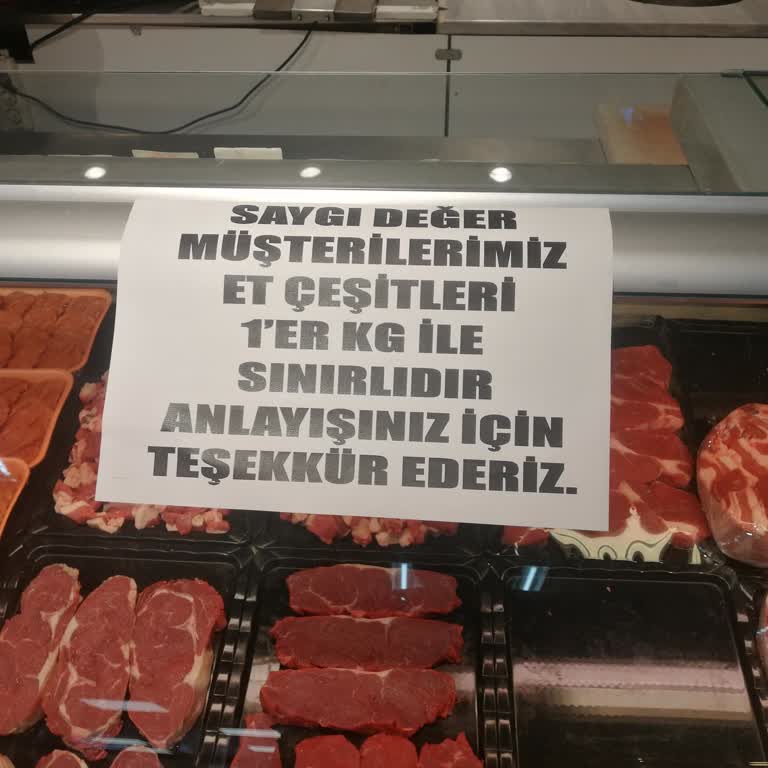 SAYGI DEĞER
MÜŞTERİLERİMİZ
ET ÇEŞİTLERİ
1'ER KG İLE
SINIRLIDIR
ANLAYIŞINIZ İÇİN
TEŞEKKÜR EDERİZ.